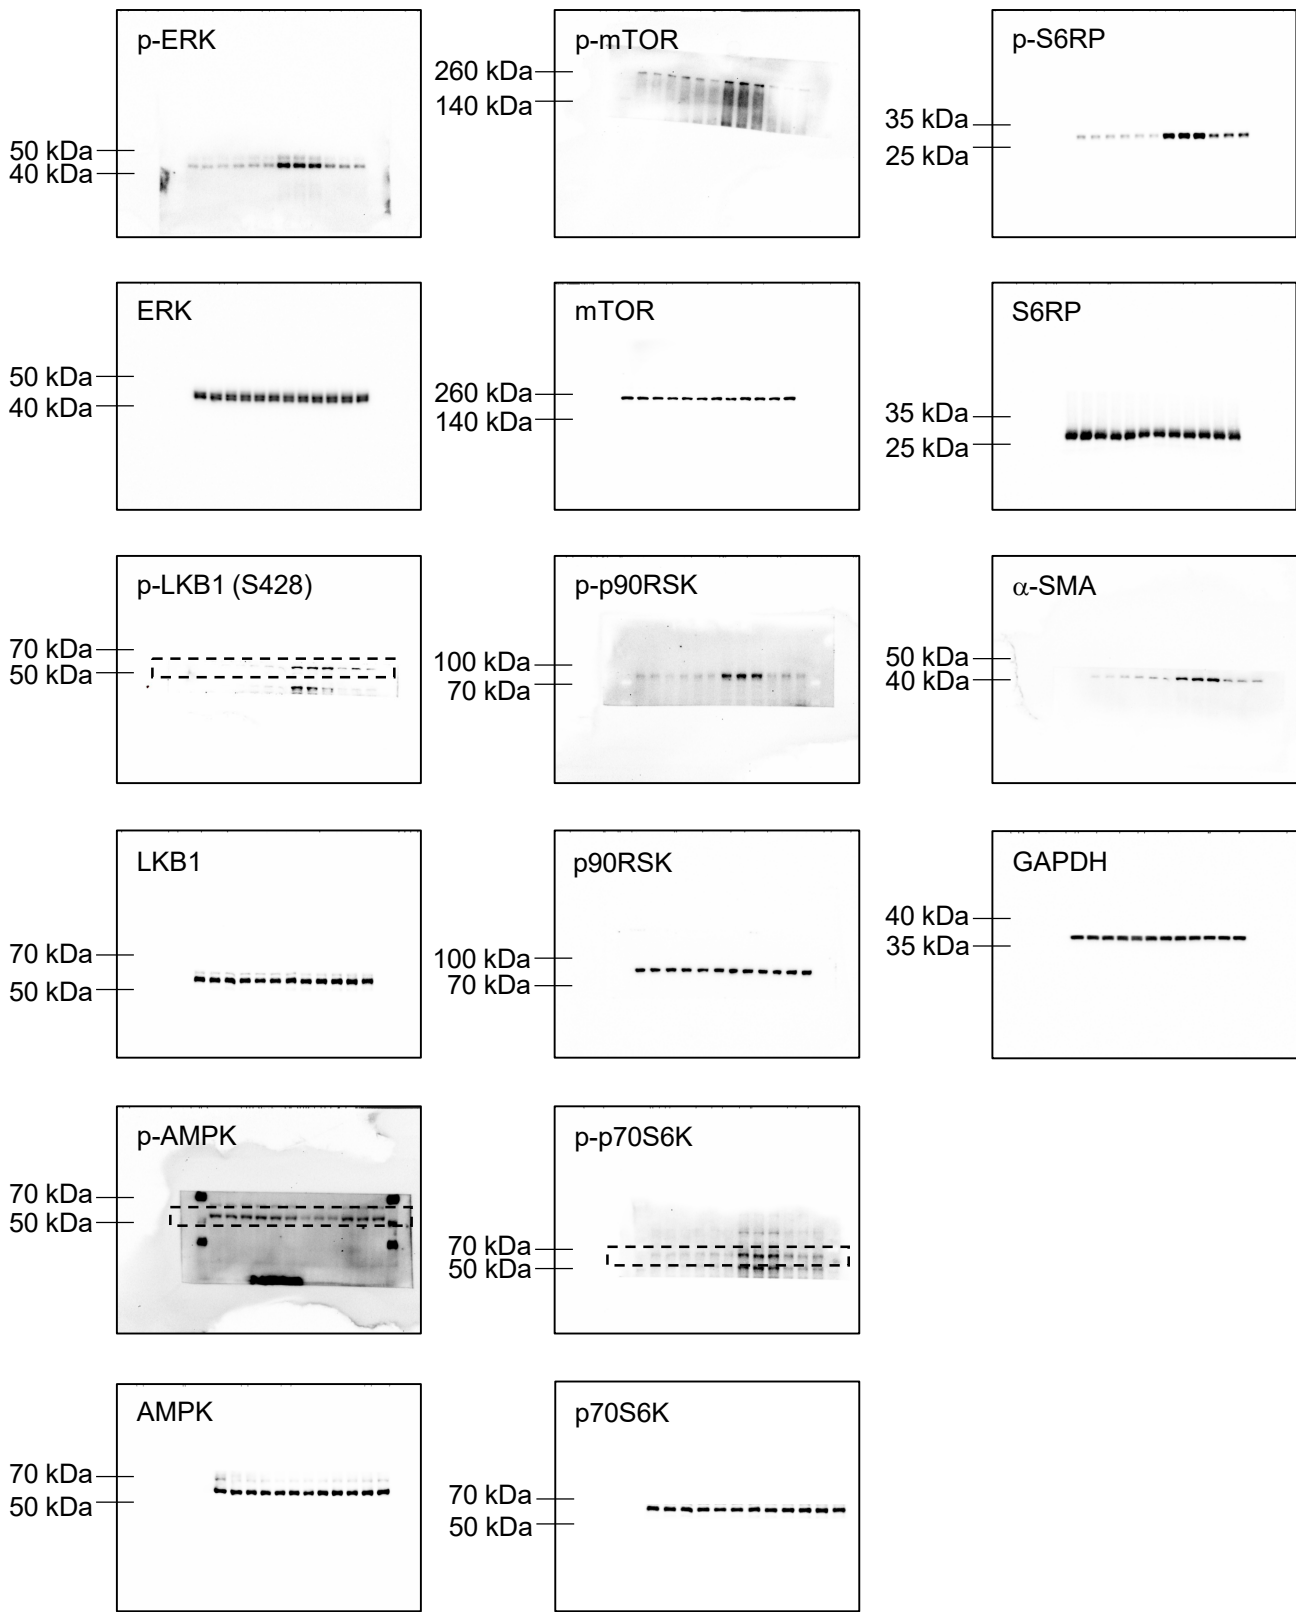 p-ERK
50 kDa
40 kDa
p-mTOR
260 kDa
140 kDa
p-S6RP
35 kDa
25 kDa
ERK
50 kDa
40 kDa
mTOR
260 kDa
140 kDa
S6RP
35 kDa
25 kDa
p-LKB1 (S428)
70 kDa
50 kDa
p-p90RSK
100 kDa
70 kDa
α-SMA
50 kDa
40 kDa
LKB1
70 kDa
50 kDa
p90RSK
100 kDa
70 kDa
GAPDH
40 kDa
35 kDa
p-AMPK
70 kDa
50 kDa
p-p70S6K
70 kDa
50 kDa
AMPK
70 kDa
50 kDa
p70S6K
70 kDa
50 kDa